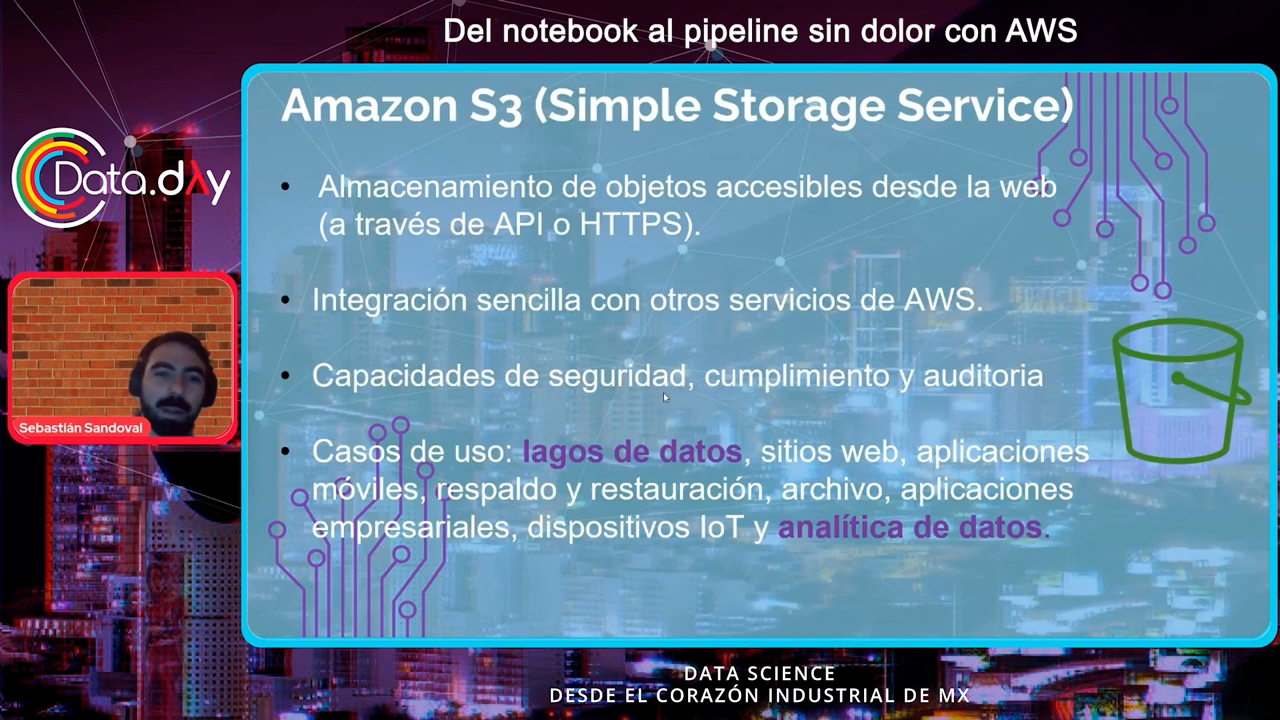 Del notebook al pipeline sin dolor con AWS
Amazon S3 (Simple Storage Service)
Data.dAy
• Almacenamiento de objetos accesibles desde la web
(a través de API o HTTPS).
• Integración sencilla con otros servicios de AWS.
• Capacidades de seguridad, cumplimiento y auditoria
Sebastián Sandoval
• Casos de uso: lagos de datos, sitios web, aplicaciones
móviles, respaldo y restauración, archivo, aplicaciones
empresariales, dispositivos IoT y analítica de datos.
DATA SCIENCE
DESDE EL CORAZÓN INDUSTRIAL DE MX